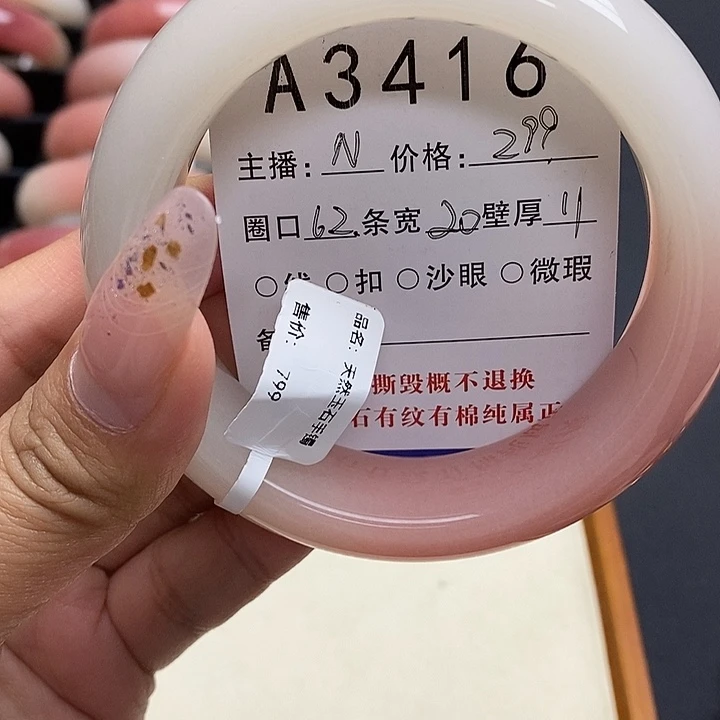 A3416
主播: N 价格: 299
圈口 62. 条宽 20 壁厚 11
扣 沙眼 微瑕
撕毁概不退换
石有纹有棉纯属正
品名: 天然玉石手镯
售价: 799